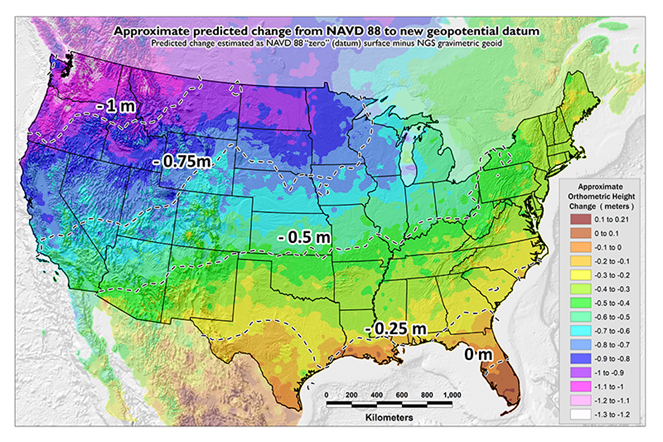 Approximate predicted change from NAVD 88 to new geopotential datum
Predicted change estimated as NAVD 88 "zero" (datum) surface minus NGS gravimetric geoid
- 1 m
- 0.75m
- 0.5 m
- 0.25 m
0 m
Approximate
Orthometric Height
Change ( meters)
0.1 to 0.21
0 to 0.1
-0.1 to 0
-0.2 to -0.1
-0.3 to -0.2
-0.4 to -0.3
-0.5 to -0.4
-0.6 to -0.5
-0.7 to -0.6
-0.8 to -0.7
-0.9 to -0.8
-1 to -0.9
-1.1 to -1
-1.2 to -1.1
-1.3 to -1.2
0 200 400 600 800 1,000
Kilometers